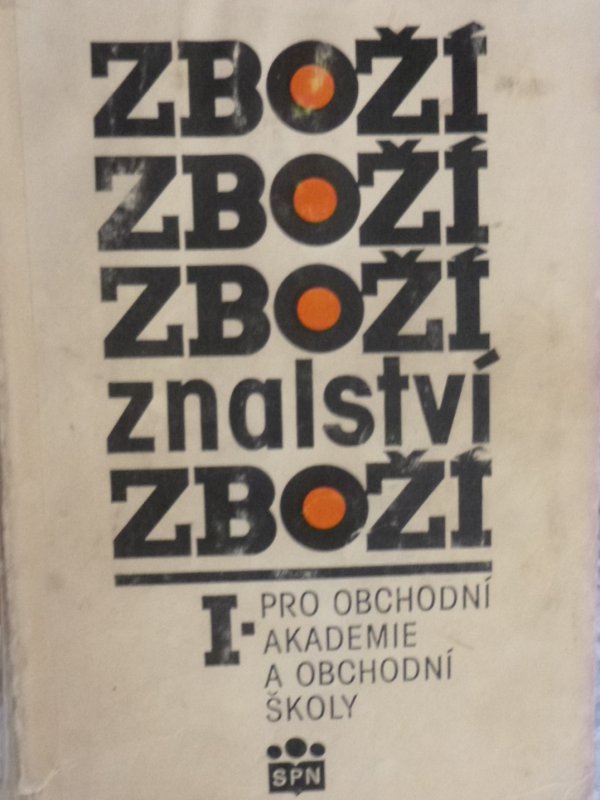 ZBOŽÍ
ZBOŽÍ
ZBOŽÍ
znalství
ZBOŽÍ
I. PRO OBCHODNÍ
AKADEMIE
A OBCHODNÍ
ŠKOLY
SPN